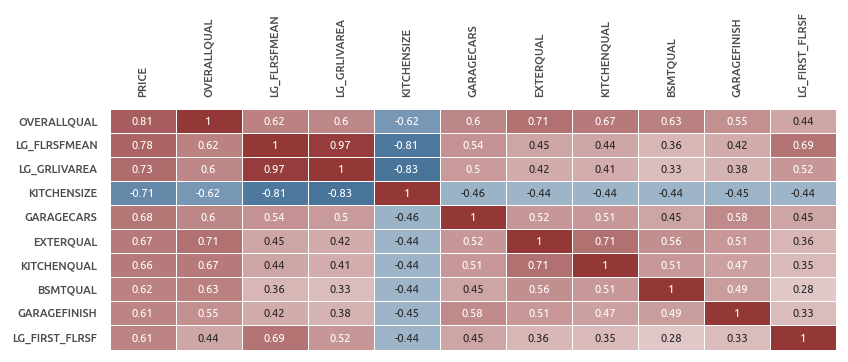 PRICE OVERALLQUAL LG_FLRSFMEAN LG_GRLIVAREA KITCHENSIZE GARAGECARS EXTERQUAL KITCHENQUAL BSMTQUAL GARAGEFINISH LG_FIRST_FLRSF
OVERALLQUAL 0.81 1 0.62 0.6 -0.62 0.6 0.71 0.67 0.63 0.55 0.44
LG_FLRSFMEAN 0.78 0.62 1 0.97 -0.81 0.54 0.45 0.44 0.36 0.42 0.69
LG_GRLIVAREA 0.73 0.6 0.97 1 -0.83 0.5 0.42 0.41 0.33 0.38 0.52
KITCHENSIZE -0.71 -0.62 -0.81 -0.83 1 -0.46 -0.44 -0.44 -0.44 -0.45 -0.44
GARAGECARS 0.68 0.6 0.54 0.5 -0.46 1 0.52 0.51 0.45 0.58 0.45
EXTERQUAL 0.67 0.71 0.45 0.42 -0.44 0.52 1 0.71 0.56 0.51 0.36
KITCHENQUAL 0.66 0.67 0.44 0.41 -0.44 0.51 0.71 1 0.51 0.47 0.35
BSMTQUAL 0.62 0.63 0.36 0.33 -0.44 0.45 0.56 0.51 1 0.49 0.28
GARAGEFINISH 0.61 0.55 0.42 0.38 -0.45 0.58 0.51 0.47 0.49 1 0.33
LG_FIRST_FLRSF 0.61 0.44 0.69 0.52 -0.44 0.45 0.36 0.35 0.28 0.33 1